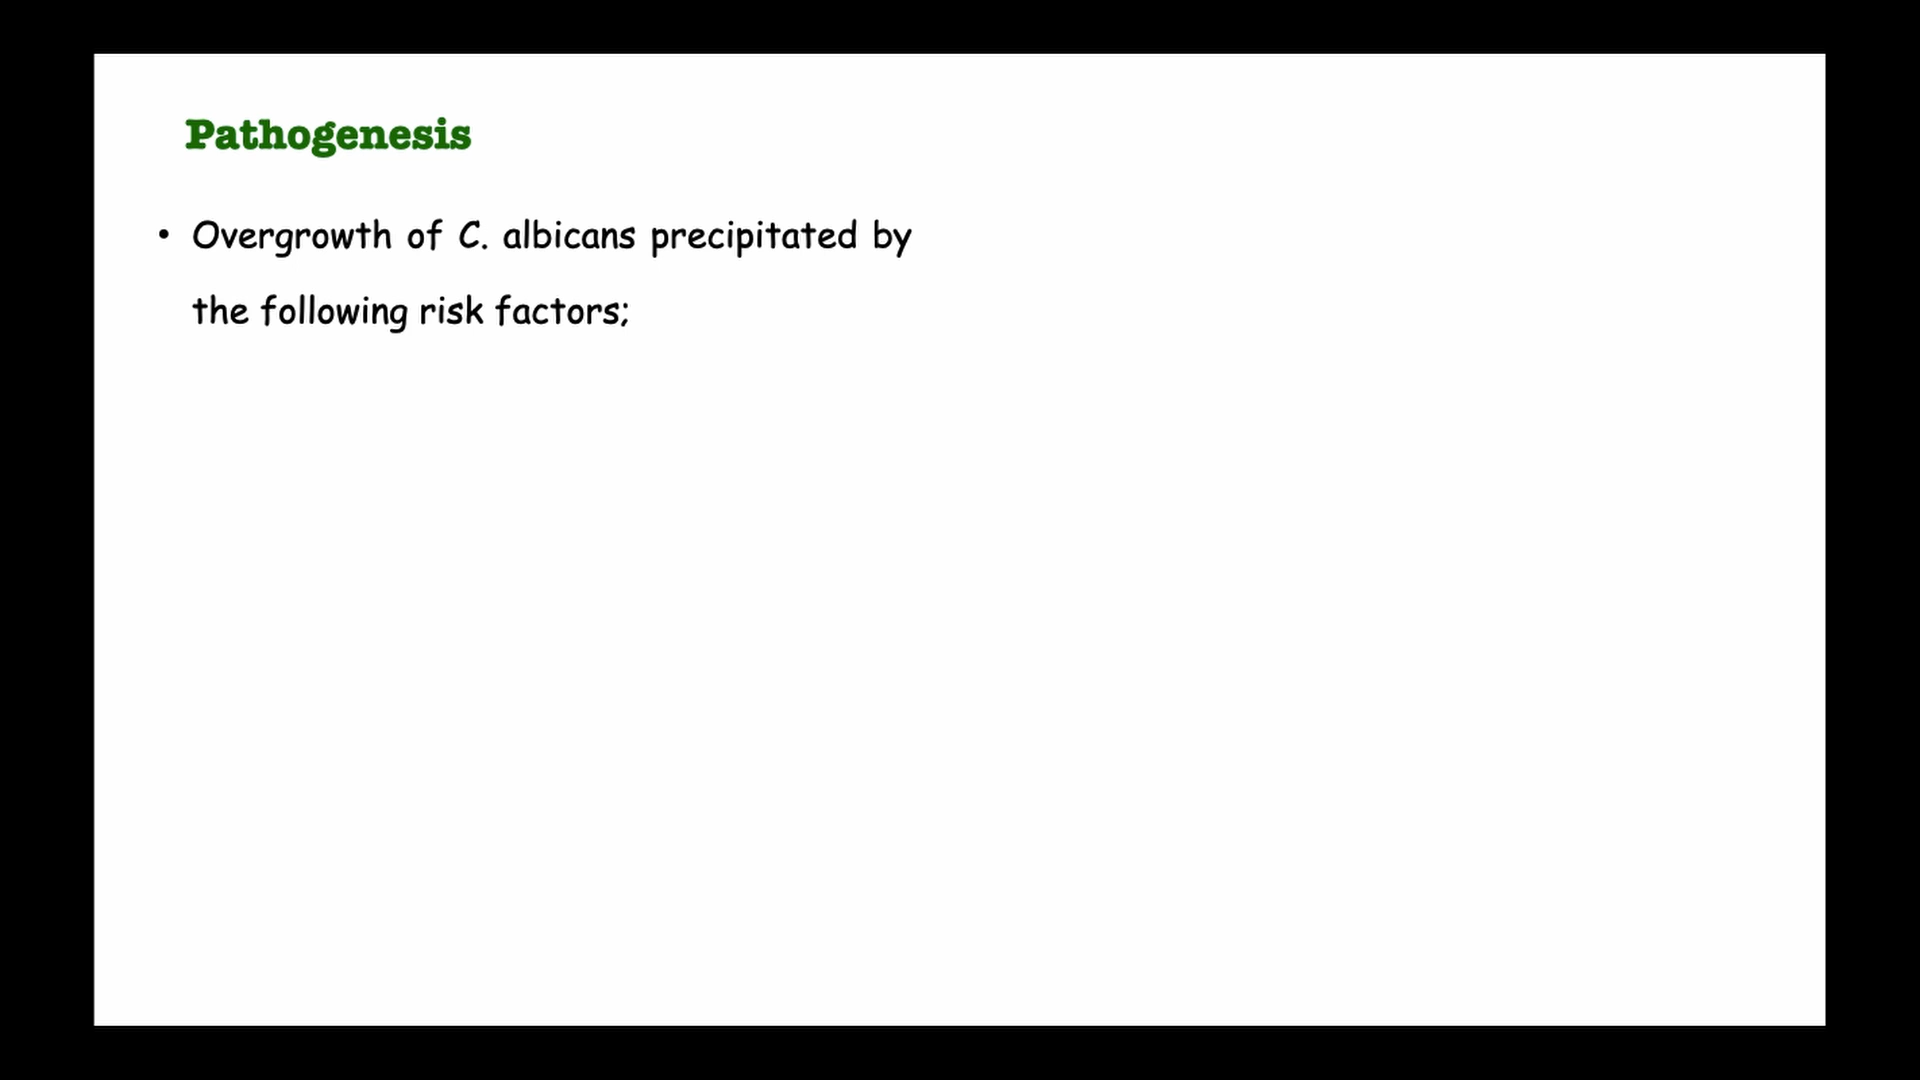 Pathogenesis
• Overgrowth of C. albicans precipitated by
the following risk factors;